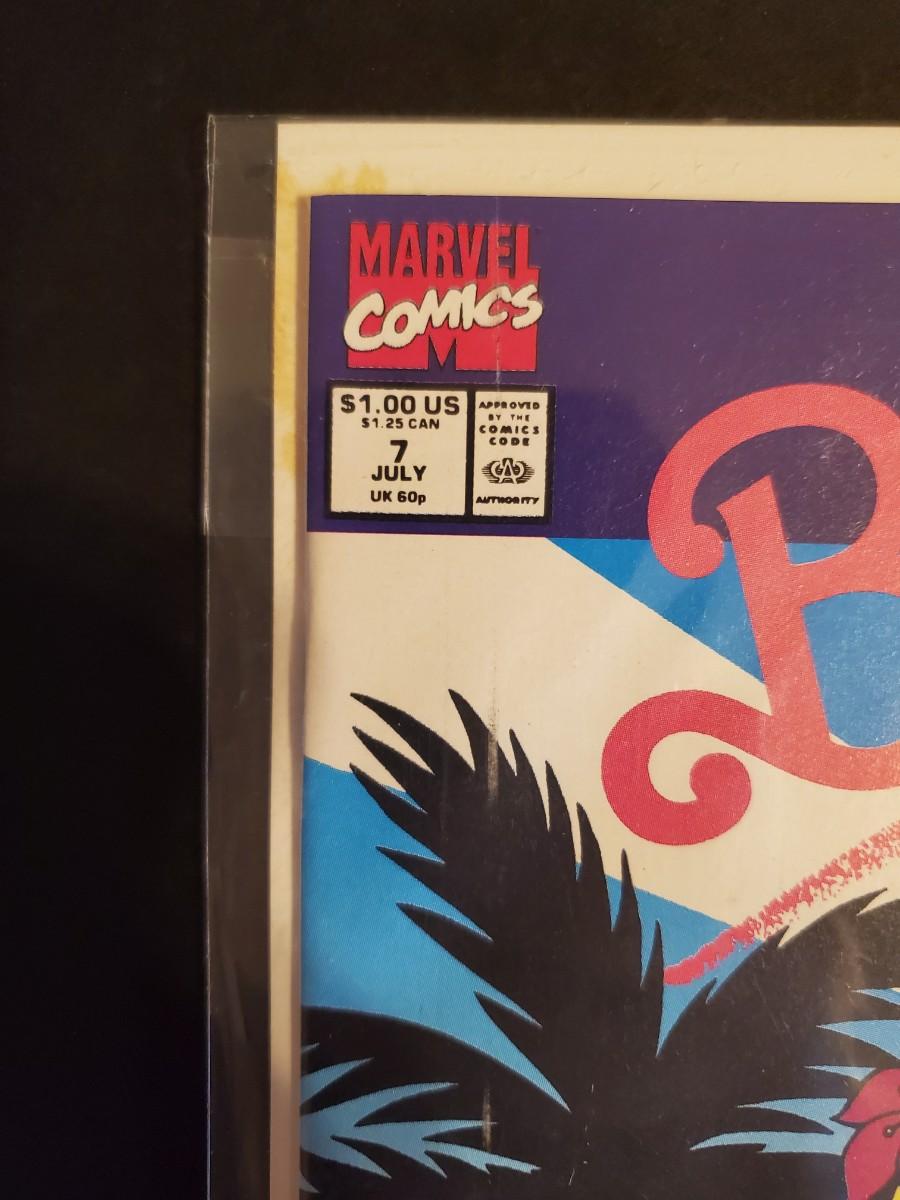 MARVEL
COMICS
$1.00 US
$1.25 CAN
7
JULY
UK 60p
APPROVED
BY THE
COMICS
CODE
AUTHORITY
B